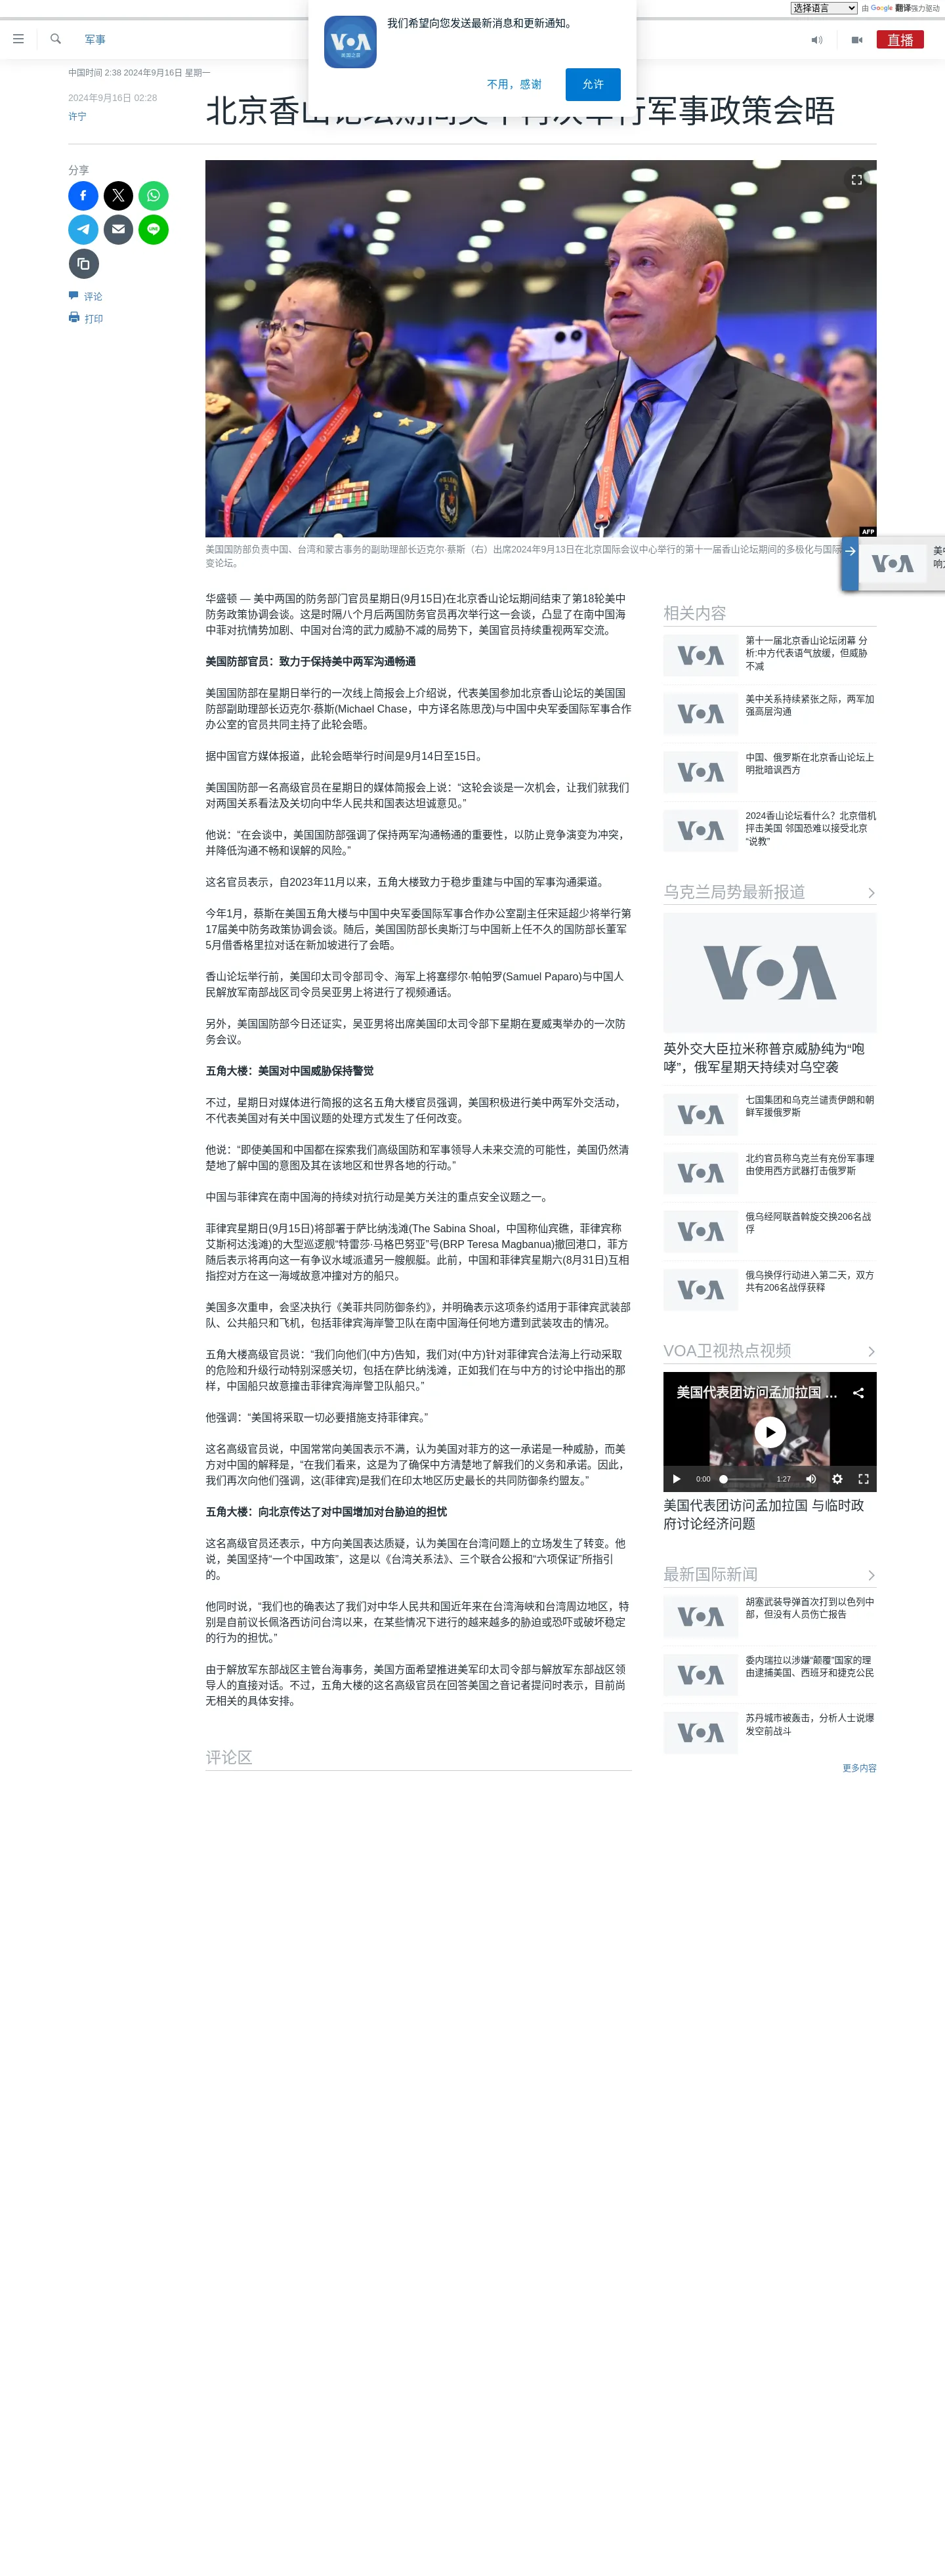 选择语言
由 Google 翻译强力驱动
军事
直播
我们希望向您发送最新消息和更新通知。
VOA
美国之音
不用，感谢
允许
中国时间 2:38 2024年9月16日 星期一
2024年9月16日 02:28
许宁
分享
LINE
评论
打印
AFP
美国国防部负责中国、台湾和蒙古事务的副助理部长迈克尔·蔡斯（右）出席2024年9月13日在北京国际会议中心举行的第十一届香山论坛期间的多极化与国际
变论坛。
VOA
华盛顿 — 美中两国的防务部门官员星期日(9月15日)在北京香山论坛期间结束了第18轮美中
防务政策协调会谈。这是时隔八个月后两国防务官员再次举行这一会谈，凸显了在南中国海
中菲对抗情势加剧、中国对台湾的武力威胁不减的局势下，美国官员持续重视两军交流。
美国防部官员：致力于保持美中两军沟通畅通
美国国防部在星期日举行的一次线上简报会上介绍说，代表美国参加北京香山论坛的美国国
防部副助理部长迈克尔·蔡斯(Michael Chase，中方译名陈思茂)与中国中央军委国际军事合作
办公室的官员共同主持了此轮会晤。
据中国官方媒体报道，此轮会晤举行时间是9月14日至15日。
美国国防部一名高级官员在星期日的媒体简报会上说：“这轮会谈是一次机会，让我们就我们
对两国关系看法及关切向中华人民共和国表达坦诚意见。”
他说：“在会谈中，美国国防部强调了保持两军沟通畅通的重要性，以防止竞争演变为冲突，
并降低沟通不畅和误解的风险。”
这名官员表示，自2023年11月以来，五角大楼致力于稳步重建与中国的军事沟通渠道。
今年1月，蔡斯在美国五角大楼与中国中央军委国际军事合作办公室副主任宋延超少将举行第
17届美中防务政策协调会谈。随后，美国国防部长奥斯汀与中国新上任不久的国防部长董军
5月借香格里拉对话在新加坡进行了会晤。
香山论坛举行前，美国印太司令部司令、海军上将塞缪尔·帕帕罗(Samuel Paparo)与中国人
民解放军南部战区司令员吴亚男上将进行了视频通话。
另外，美国国防部今日还证实，吴亚男将出席美国印太司令部下星期在夏威夷举办的一次防
务会议。
五角大楼：美国对中国威胁保持警觉
不过，星期日对媒体进行简报的这名五角大楼官员强调，美国积极进行美中两军外交活动，
不代表美国对有关中国议题的处理方式发生了任何改变。
他说：“即使美国和中国都在探索我们高级国防和军事领导人未来交流的可能性，美国仍然清
楚地了解中国的意图及其在该地区和世界各地的行动。”
中国与菲律宾在南中国海的持续对抗行动是美方关注的重点安全议题之一。
菲律宾星期日(9月15日)将部署于萨比纳浅滩(The Sabina Shoal，中国称仙宾礁，菲律宾称
艾斯柯达浅滩)的大型巡逻舰“特雷莎·马格巴努亚”号(BRP Teresa Magbanua)撤回港口，菲方
随后表示将再向这一有争议水域派遣另一艘舰艇。此前，中国和菲律宾星期六(8月31日)互相
指控对方在这一海域故意冲撞对方的船只。
美国多次重申，会坚决执行《美菲共同防御条约》，并明确表示这项条约适用于菲律宾武装部
队、公共船只和飞机，包括菲律宾海岸警卫队在南中国海任何地方遭到武装攻击的情况。
五角大楼高级官员说：“我们向他们(中方)告知，我们对(中方)针对菲律宾合法海上行动采取
的危险和升级行动特别深感关切，包括在萨比纳浅滩，正如我们在与中方的讨论中指出的那
样，中国船只故意撞击菲律宾海岸警卫队船只。”
他强调：“美国将采取一切必要措施支持菲律宾。”
这名高级官员说，中国常常向美国表示不满，认为美国对菲方的这一承诺是一种威胁，而美
方对中国的解释是，“在我们看来，这是为了确保中方清楚地了解我们的义务和承诺。因此，
我们再次向他们强调，这(菲律宾)是我们在印太地区历史最长的共同防御条约盟友。”
五角大楼：向北京传达了对中国增加对台胁迫的担忧
这名高级官员还表示，中方向美国表达质疑，认为美国在台湾问题上的立场发生了转变。他
说，美国坚持“一个中国政策”，这是以《台湾关系法》、三个联合公报和“六项保证”所指引
的。
他同时说，“我们也的确表达了我们对中华人民共和国近年来在台湾海峡和台湾周边地区，特
别是自前议长佩洛西访问台湾以来，在某些情况下进行的越来越多的胁迫或恐吓或破坏稳定
的行为的担忧。”
由于解放军东部战区主管台海事务，美国方面希望推进美军印太司令部与解放军东部战区领
导人的直接对话。不过，五角大楼的这名高级官员在回答美国之音记者提问时表示，目前尚
无相关的具体安排。
评论区
相关内容
VOA
第十一届北京香山论坛闭幕 分
析:中方代表语气放缓，但威胁
不减
VOA
美中关系持续紧张之际，两军加
强高层沟通
VOA
中国、俄罗斯在北京香山论坛上
明批暗讽西方
VOA
2024香山论坛看什么？北京借机
抨击美国 邻国恐难以接受北京
“说教”
乌克兰局势最新报道
VOA
英外交大臣拉米称普京威胁纯为“咆
哮”，俄军星期天持续对乌空袭
VOA
七国集团和乌克兰谴责伊朗和朝
鲜军援俄罗斯
VOA
北约官员称乌克兰有充份军事理
由使用西方武器打击俄罗斯
VOA
俄乌经阿联酋斡旋交换206名战
俘
VOA
俄乌换俘行动进入第二天，双方
共有206名战俘获释
VOA卫视热点视频
美国代表团访问孟加拉国 ...
0:00
1:27
美国代表团访问孟加拉国 与临时政
府讨论经济问题
最新国际新闻
VOA
胡塞武装导弹首次打到以色列中
部，但没有人员伤亡报告
VOA
委内瑞拉以涉嫌“颠覆”国家的理
由逮捕美国、西班牙和捷克公民
VOA
苏丹城市被轰击，分析人士说爆
发空前战斗
更多内容